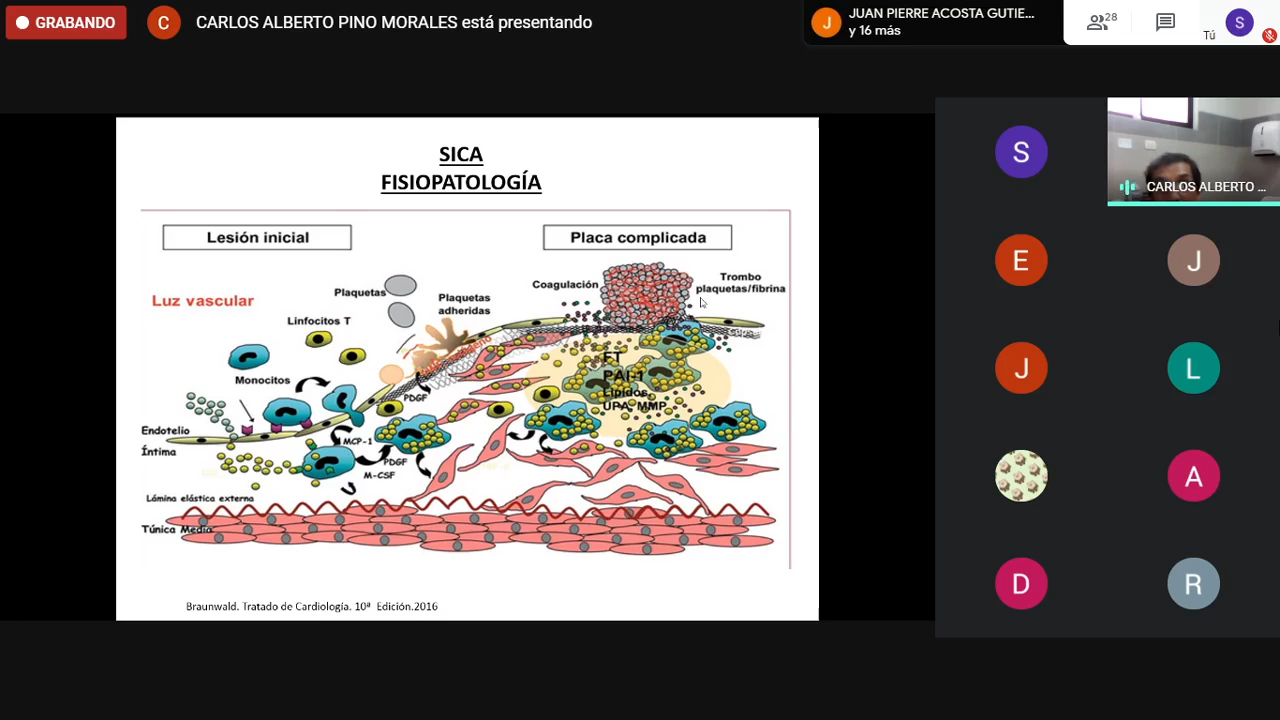 GRABANDO
C
CARLOS ALBERTO PINO MORALES está presentando
J
JUAN PIERRE ACOSTA GUTIE...
y 16 más
28
Tú
S
SICA
FISIOPATOLOGÍA
Lesión inicial
Placa complicada
Luz vascular
Plaquetas
Plaquetas
adheridas
Linfocitos T
Monocitos
Coagulación
Trombo
plaquetas/fibrina
FT
PAI-1
Lípidos,
UPA, MMP
PDGF
Endotelio
Íntima
MCP-1
PDGF
M-CSF
Lámina elástica externa
Túnica Media
Braunwald. Tratado de Cardiología. 10ª Edición.2016
S
CARLOS ALBERTO ...
E
J
J
L
A
D
R